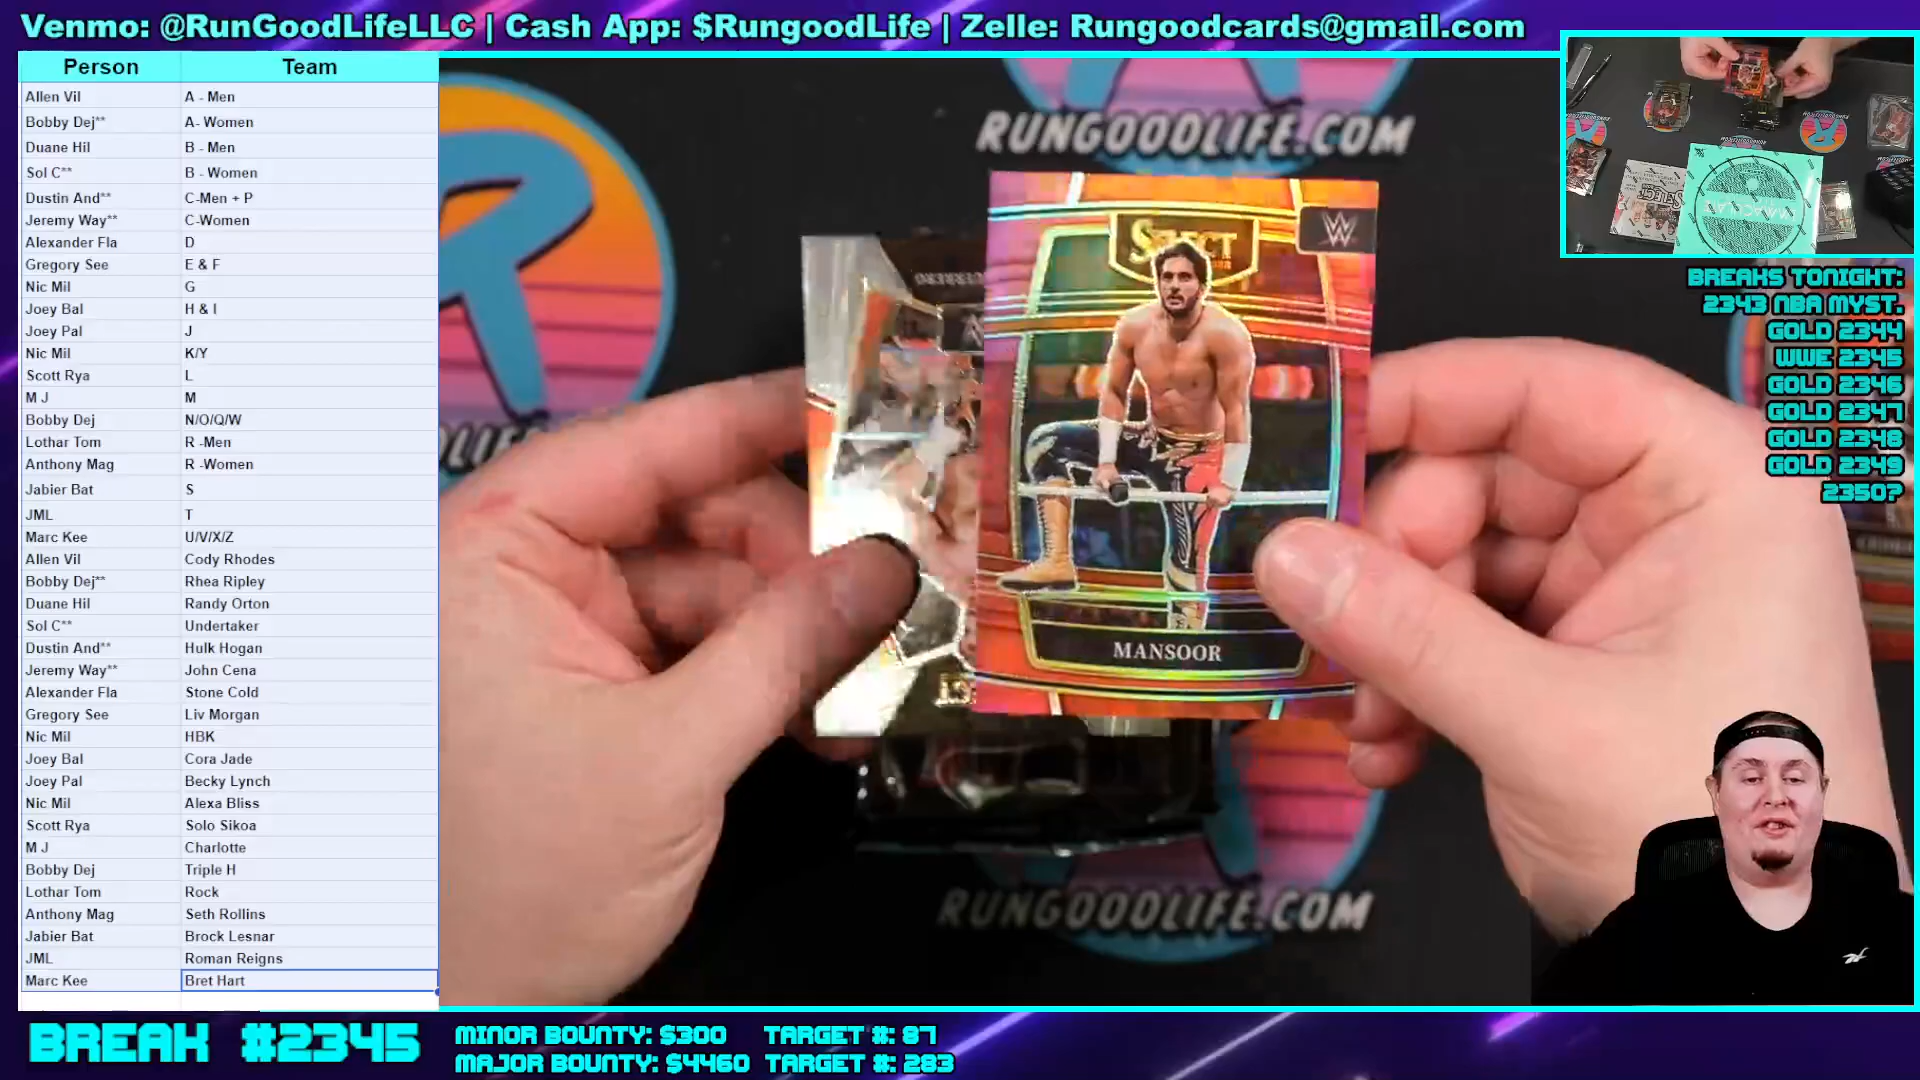 Venmo: @RunGoodLifeLLC | Cash App: $RungoodLife | Zelle: Rungoodcards@gmail.com
Person Team
Allen Vil A - Men
Bobby Dej** A- Women
Duane Hil B - Men
Sol C** B - Women
Dustin And** C-Men + P
Jeremy Way** C-Women
Alexander Fla D
Gregory See E & F
Nic Mil G
Joey Bal H & I
Joey Pal J
Nic Mil K/Y
Scott Rya L
M J M
Bobby Dej N/O/Q/W
Lothar Tom R -Men
Anthony Mag R -Women
Jabier Bat S
JML T
Marc Kee U/V/X/Z
Allen Vil Cody Rhodes
Bobby Dej** Rhea Ripley
Duane Hil Randy Orton
Sol C** Undertaker
Dustin And** Hulk Hogan
Jeremy Way** John Cena
Alexander Fla Stone Cold
Gregory See Liv Morgan
Nic Mil HBK
Joey Bal Cora Jade
Joey Pal Becky Lynch
Nic Mil Alexa Bliss
Scott Rya Solo Sikoa
M J Charlotte
Bobby Dej Triple H
Lothar Tom Rock
Anthony Mag Seth Rollins
Jabier Bat Brock Lesnar
JML Roman Reigns
Marc Kee Bret Hart
RUNGOODLIFE.COM
SELECT
W
MANSOOR
RUNGOODLIFE.COM
BREAKS TONIGHT:
2343 NBA MYST.
GOLD 2344
WWE 2345
GOLD 2346
GOLD 2347
GOLD 2348
GOLD 2349
2350?
BREAK #2345
MINOR BOUNTY: $300 TARGET #: 87
MAJOR BOUNTY: $4460 TARGET #: 283